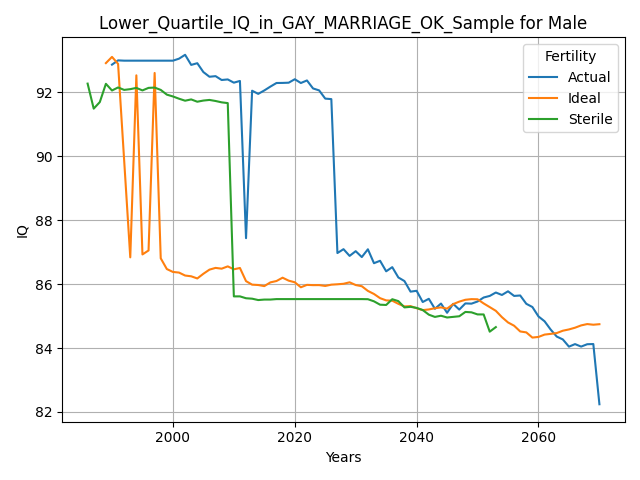 Lower_Quartile_IQ_in_GAY_MARRIAGE_OK_Sample for Male
Fertility
Actual
Ideal
Sterile
IQ
92
90
88
86
84
82
2000
2020
2040
2060
Years